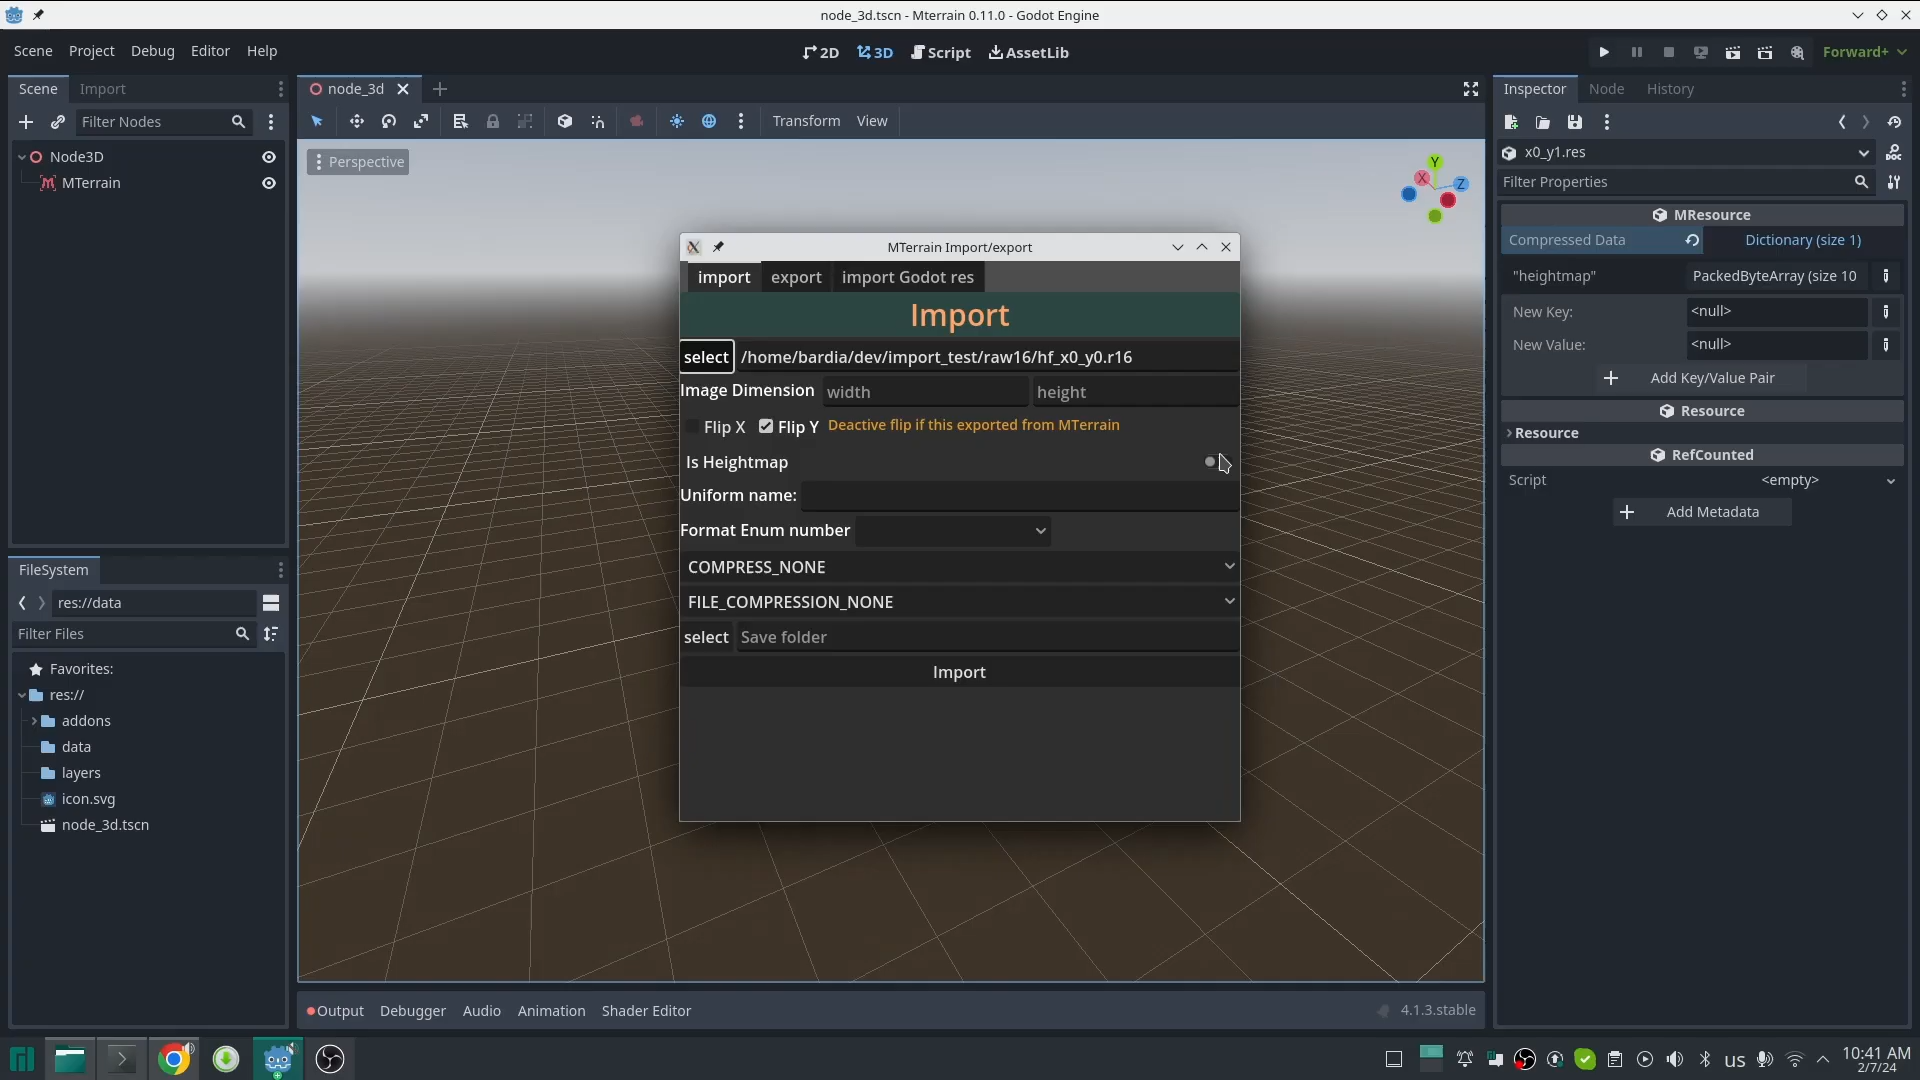 node_3d.tscn - Mterrain 0.11.0 - Godot Engine
Scene Project Debug Editor Help
2D 3D Script AssetLib
Forward+
Scene Import
node_3d
Inspector Node History
Filter Nodes
Transform View
x0_y1.res
Filter Properties
Node3D
MTerrain
Perspective
Y
X
Z
MTerrain Import/export
import export import Godot res
Import
select /home/bardia/dev/import_test/raw16/hf_x0_y0.r16
Image Dimension width height
Flip X Flip Y Deactive flip if this exported from MTerrain
Is Heightmap
Uniform name:
Format Enum number
COMPRESS_NONE
FILE_COMPRESSION_NONE
select Save folder
Import
MResource
Compressed Data Dictionary (size 1)
"heightmap" PackedByteArray (size 10
New Key: <null>
New Value: <null>
Add Key/Value Pair
Resource
Resource
RefCounted
Script <empty>
Add Metadata
FileSystem
res://data
Filter Files
Favorites:
res://
addons
data
layers
icon.svg
node_3d.tscn
Output Debugger Audio Animation Shader Editor
4.1.3.stable
us
10:41 AM
2/7/24